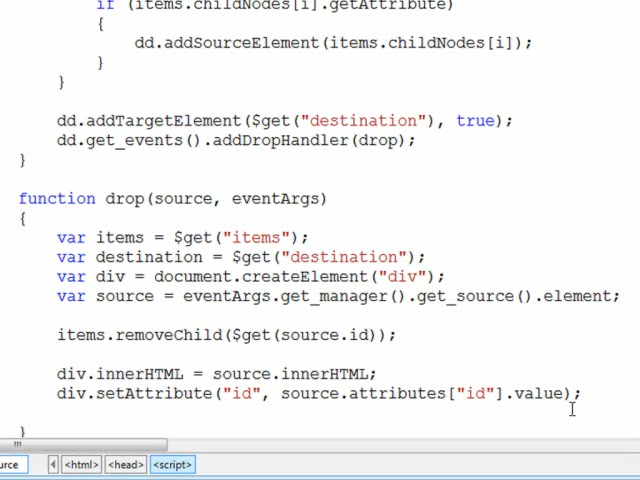 if (items.childNodes[i].getAttribute)
{
dd.addSourceElement(items.childNodes[i]);
}
}
dd.addTargetElement($get("destination"), true);
dd.get_events().addDropHandler(drop);
}
function drop(source, eventArgs)
{
var items = $get("items");
var destination = $get("destination");
var div = document.createElement("div");
var source = eventArgs.get_manager().get_source().element;
items.removeChild($get(source.id));
div.innerHTML = source.innerHTML;
div.setAttribute("id", source.attributes["id"].value);
}
urce <html> <head> <script>